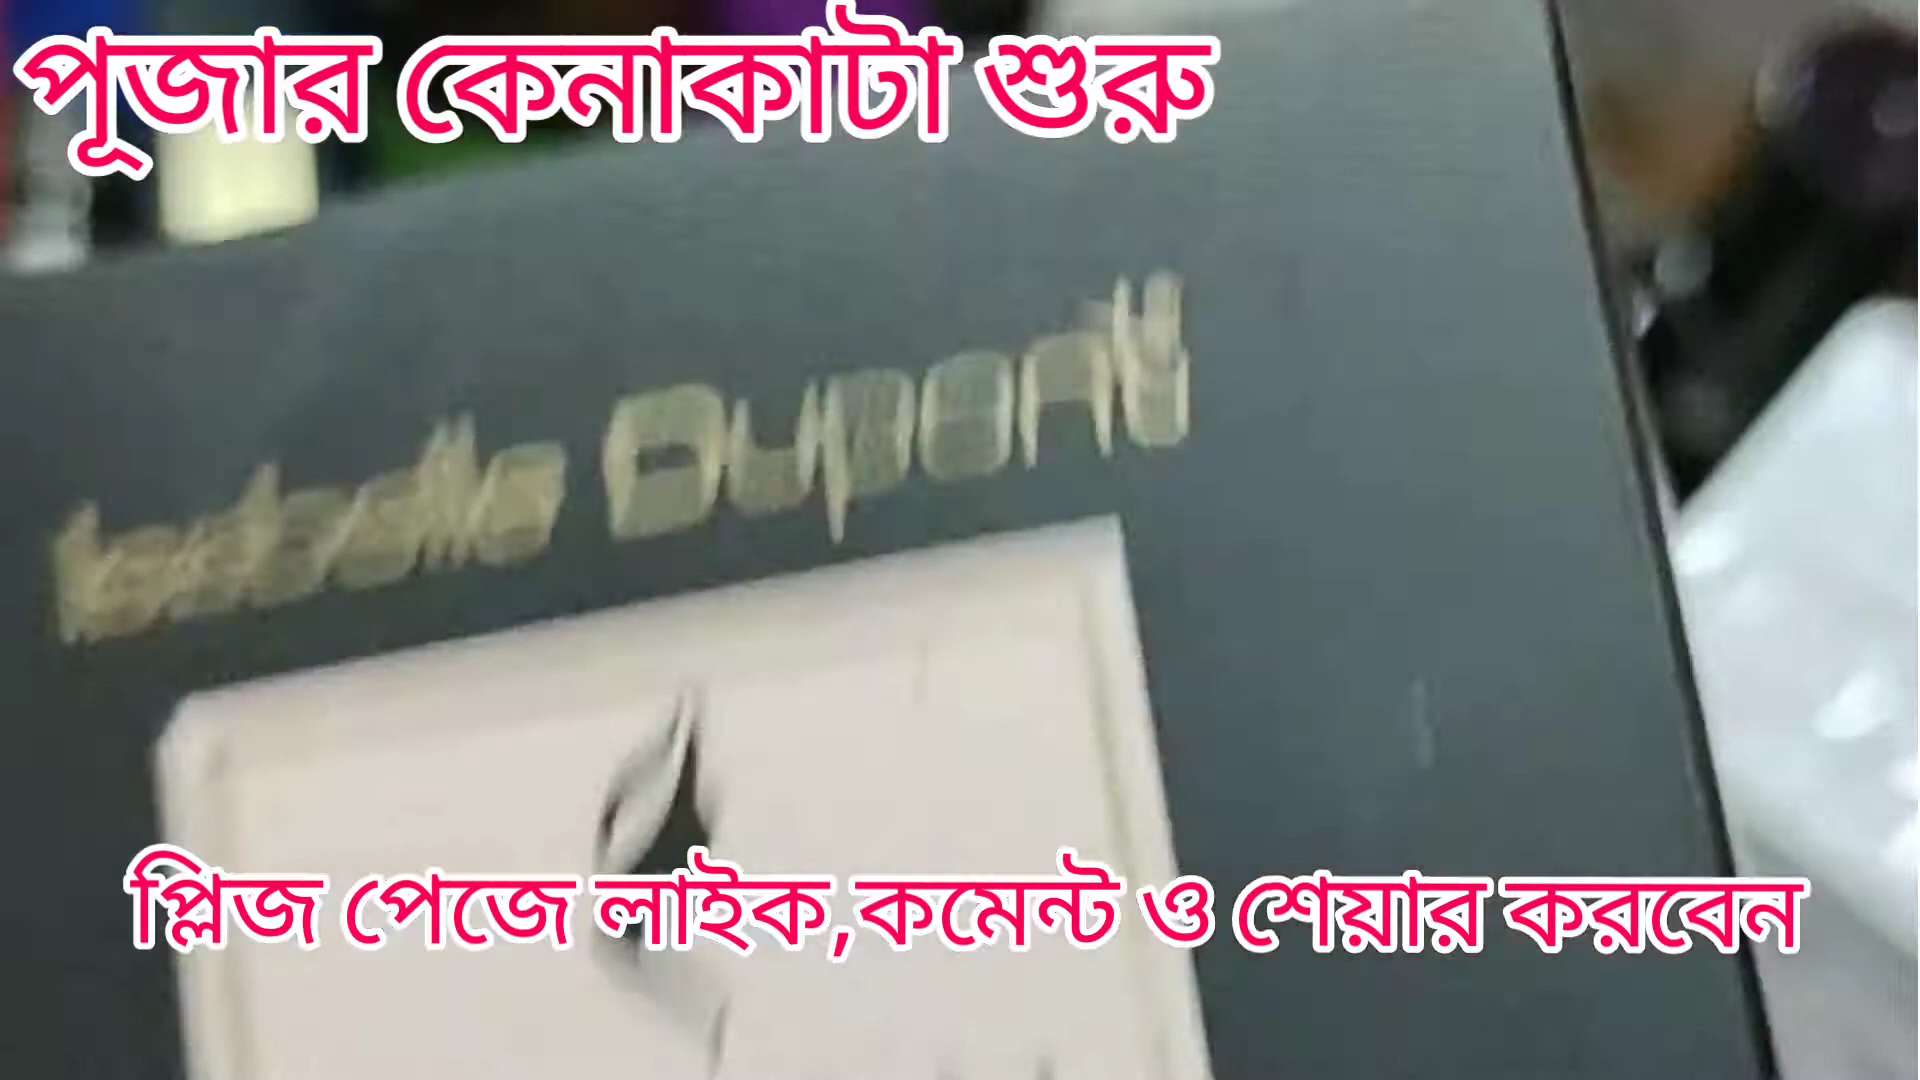 পূজার কেনাকাটা শুরু
Dupont
প্লিজ পেজে লাইক,কমেন্ট ও শেয়ার করবেন